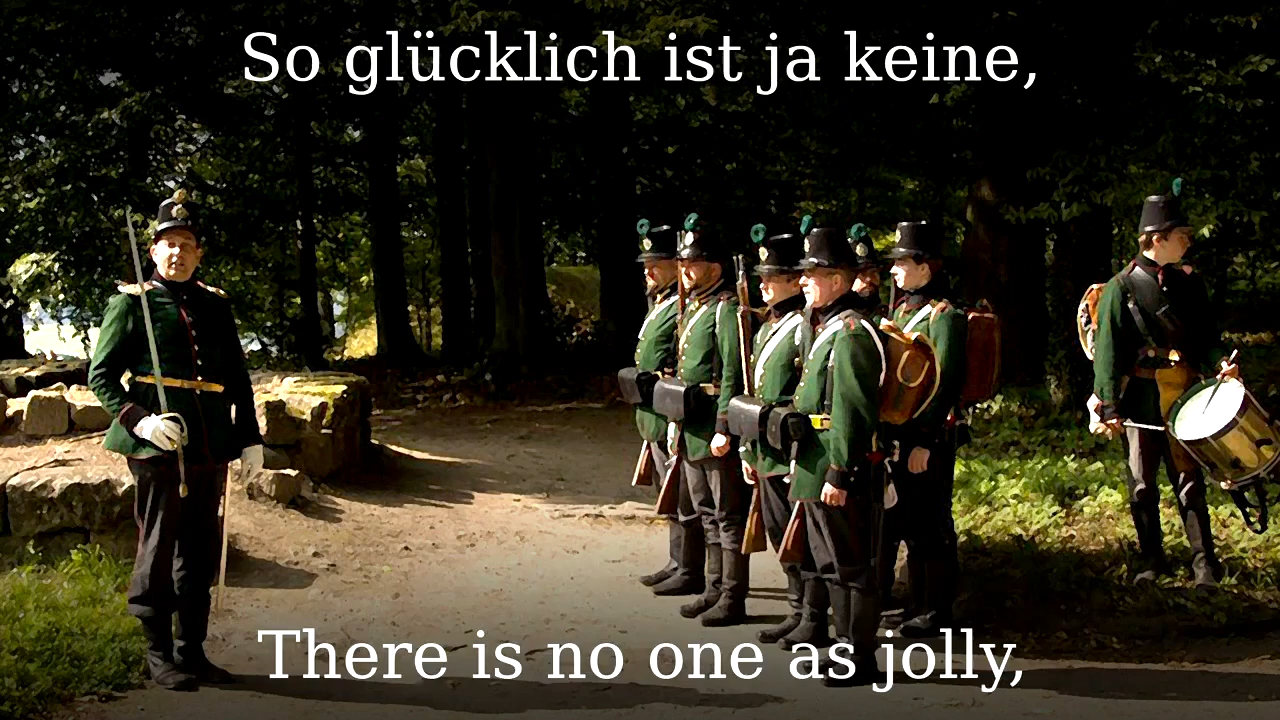 So glücklich ist ja keine,
There is no one as jolly,